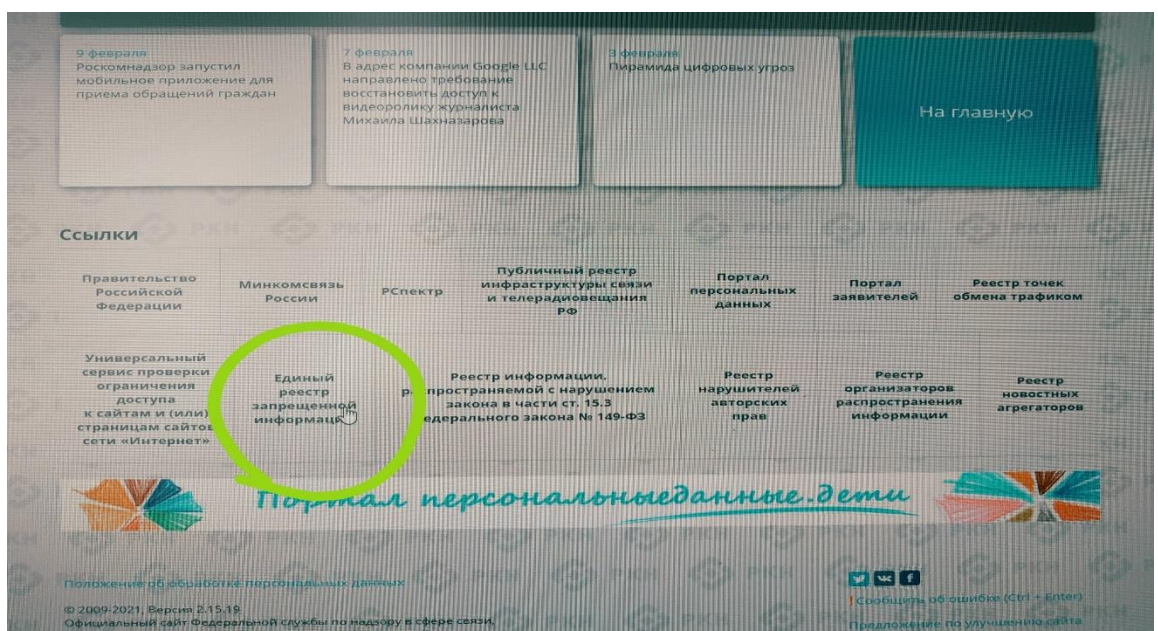 9 февраля
Роскомнадзор запустил
мобильное приложение для
приема обращений граждан
7 февраля
В адрес компании Google LLC
направлено требование
восстановить доступ к
видеоролику журналиста
Михаила Шахназарова
3 февраля
Пирамида цифровых угроз
На главную
Ссылки
Правительство
Российской
Федерации
Минкомсвязь
России
РСпектр
Публичный реестр
инфраструктуры связи
и телерадиовещания
РФ
Портал
персональных
данных
Портал
заявителей
Реестр точек
обмена трафиком
Универсальный
сервис проверки
ограничения
доступа
к сайтам и (или)
страницам сайтов
сети «Интернет»
Единый
реестр
запрещенной
информации
Реестр информации,
распространяемой с нарушением
закона в части ст. 15.3
Федерального закона № 149-ФЗ
Реестр
нарушителей
авторских
прав
Реестр
организаторов
распространения
информации
Реестр
новостных
агрегаторов
Портал персональныеданные.дети
Положение об обработке персональных данных
© 2009-2021, Версия 2.15.19
Официальный сайт Федеральной службы по надзору в сфере связи,
! Сообщить об ошибке (Ctrl + Enter)
Предложение по улучшению сайта
РКН